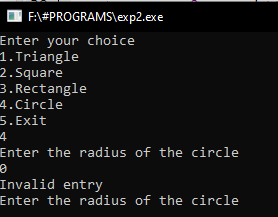 F:\#PROGRAMS\exp2.exe
Enter your choice
1.Triangle
2.Square
3.Rectangle
4.Circle
5.Exit
4
Enter the radius of the circle
0
Invalid entry
Enter the radius of the circle